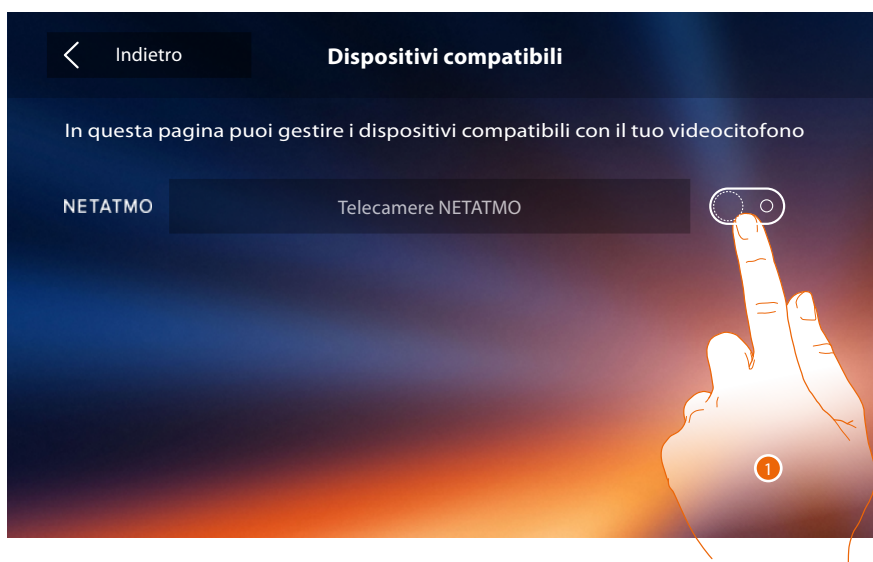 Indietro
Dispositivi compatibili
In questa pagina puoi gestire i dispositivi compatibili con il tuo videocitofono
NETATMO
Telecamere NETATMO
1